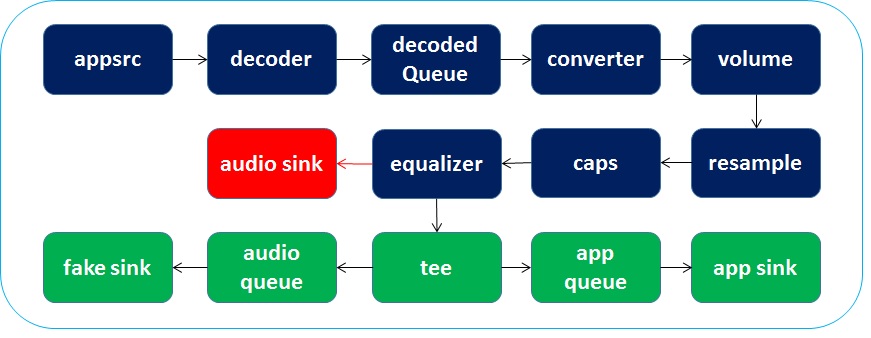 appsrc
decoder
decoded
Queue
converter
volume
audio sink
equalizer
caps
resample
fake sink
audio
queue
tee
app
queue
app sink